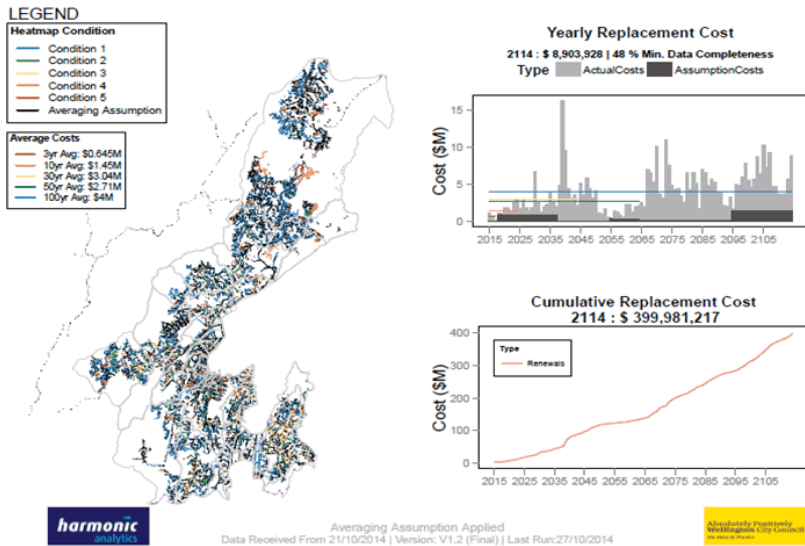 LEGEND
Heatmap Condition
Condition 1
Condition 2
Condition 3
Condition 4
Condition 5
Averaging Assumption
Average Costs
3yr Avg: $0.645M
10yr Avg: $1.45M
30yr Avg: $3.04M
50yr Avg: $2.71M
100yr Avg: $4M
Yearly Replacement Cost
2114 : $ 8,903,928 | 48 % Min. Data Completeness
Type ActualCosts AssumptionCosts
Cost ($M)
15
10
5
0
2015 2025 2035 2045 2055 2065 2075 2085 2095 2105
Cumulative Replacement Cost
2114 : $ 399,981,217
Type
Renewals
Cost ($M)
400
300
200
100
0
2015 2025 2035 2045 2055 2065 2075 2085 2095 2105
harmonic
analytics
Averaging Assumption Applied
Data Received From 21/10/2014 | Version: V1.2 (Final) | Last Run:27/10/2014
Absolutely Positively
Wellington City Council